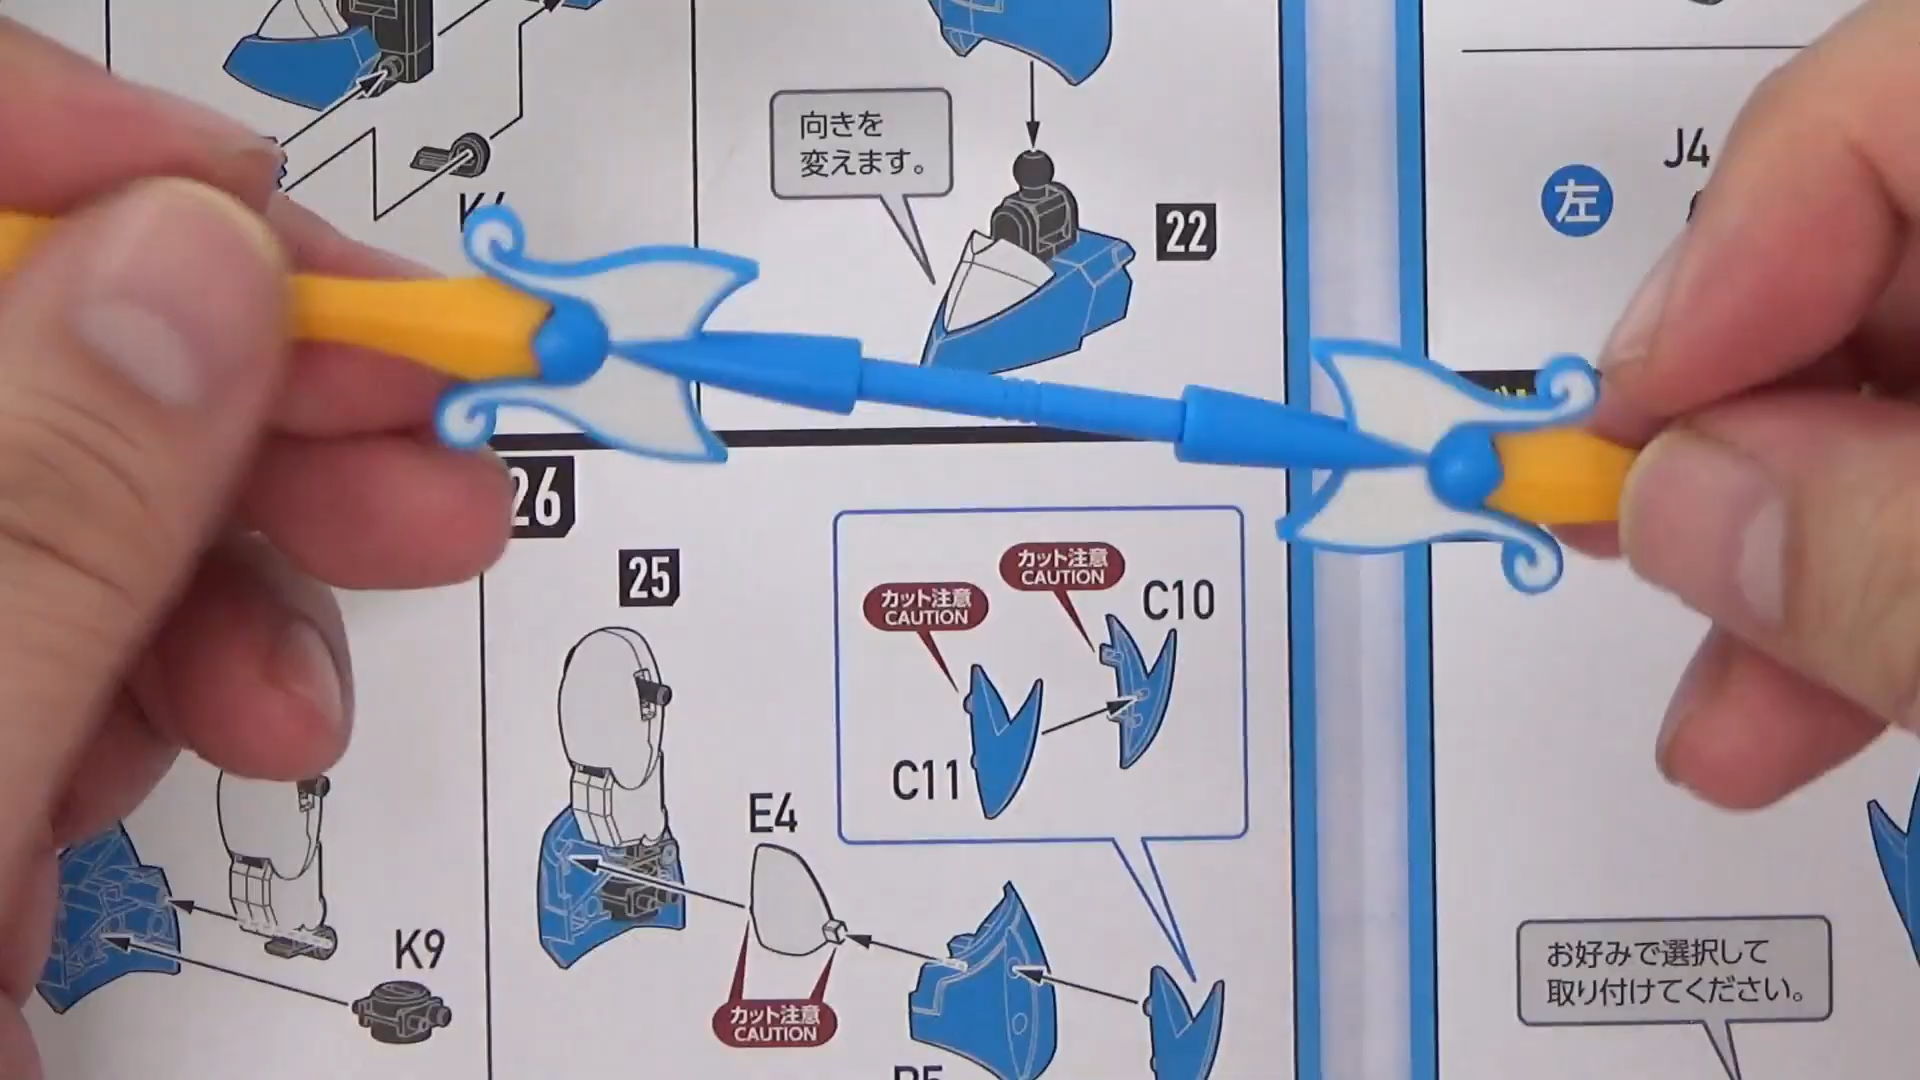 向きを
変えます。
22
J4
左
26
25
カット注意
CAUTION
カット注意
CAUTION
C10
C11
E4
K9
カット注意
CAUTION
お好みで選択して
取り付けてください。